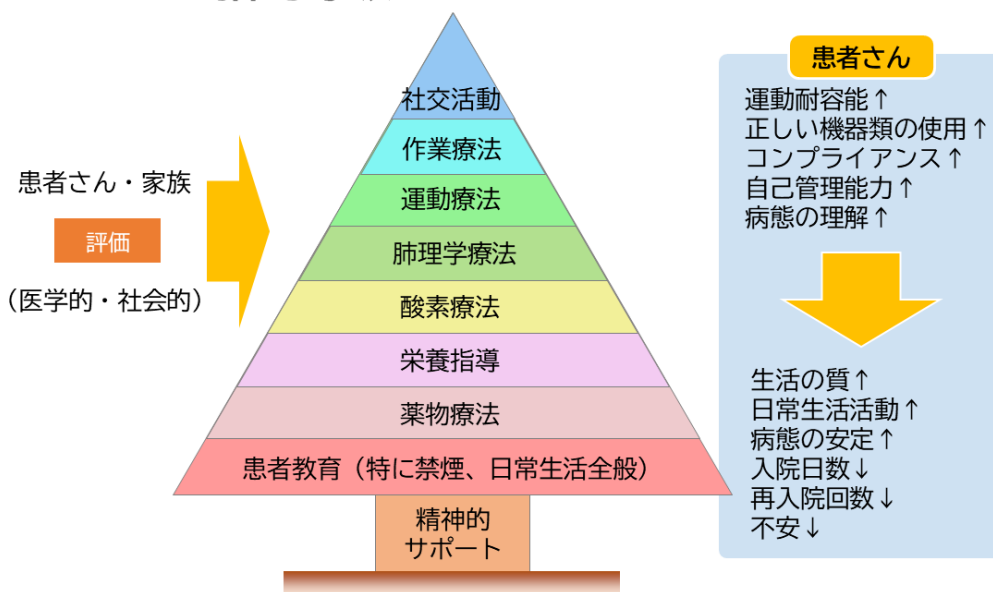 患者さん・家族
評価
（医学的・社会的）
社交活動
作業療法
運動療法
肺理学療法
酸素療法
栄養指導
薬物療法
患者教育（特に禁煙、日常生活全般）
精神的
サポート
患者さん
運動耐容能↑
正しい機器類の使用↑
コンプライアンス↑
自己管理能力↑
病態の理解↑
生活の質↑
日常生活活動↑
病態の安定↑
入院日数↓
再入院回数↓
不安↓